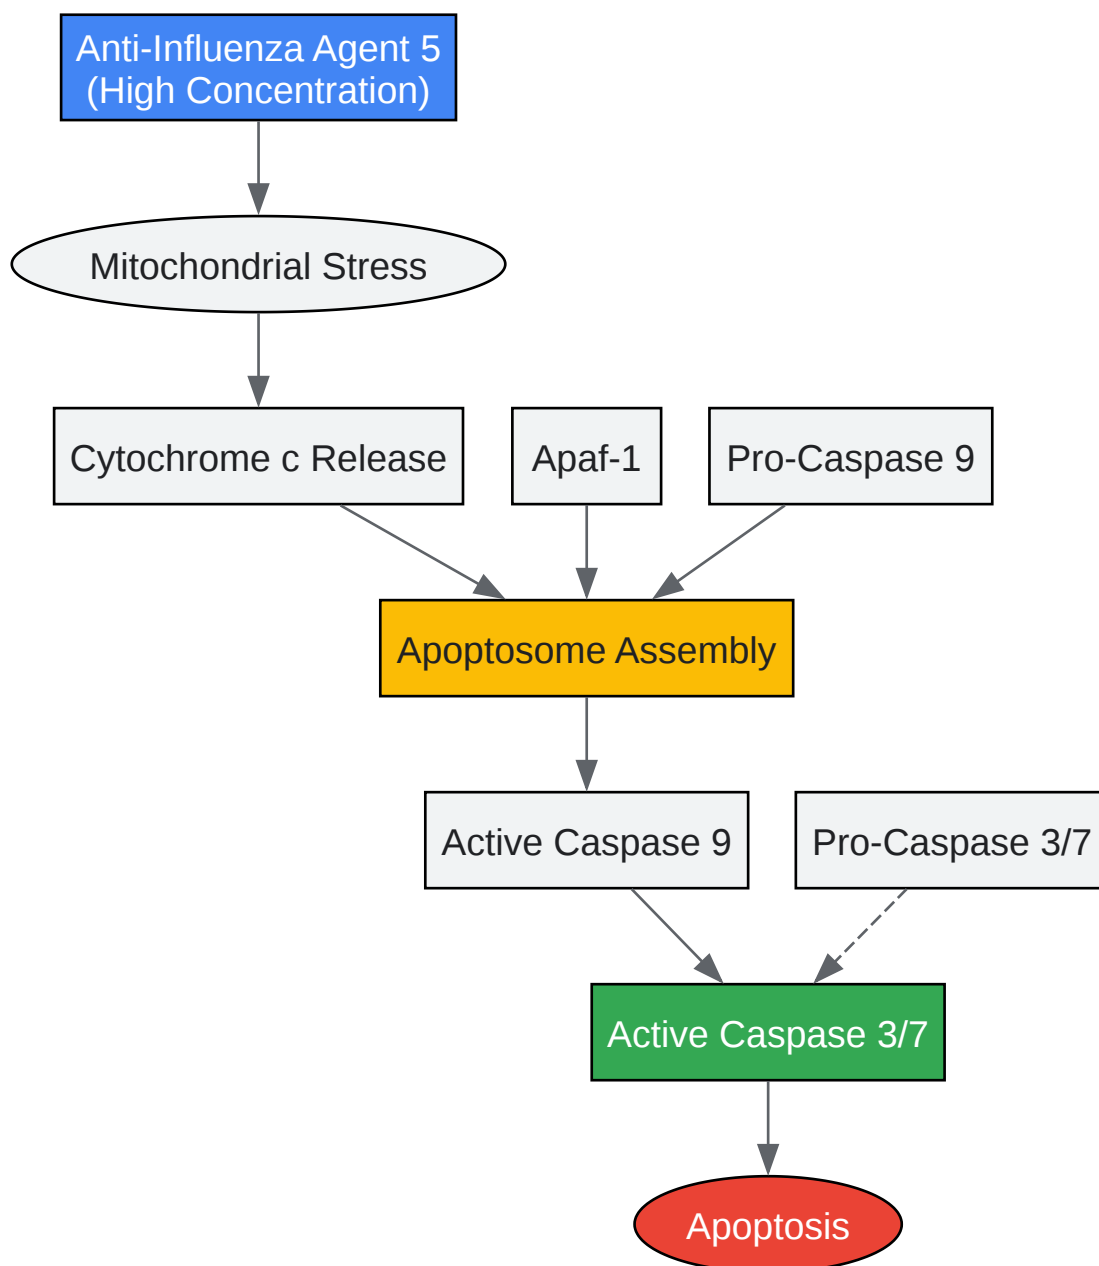 Anti-Influenza Agent 5
(High Concentration)
Mitochondrial Stress
Cytochrome c Release
Apaf-1
Pro-Caspase 9
Apoptosome Assembly
Active Caspase 9
Pro-Caspase 3/7
Active Caspase 3/7
Apoptosis